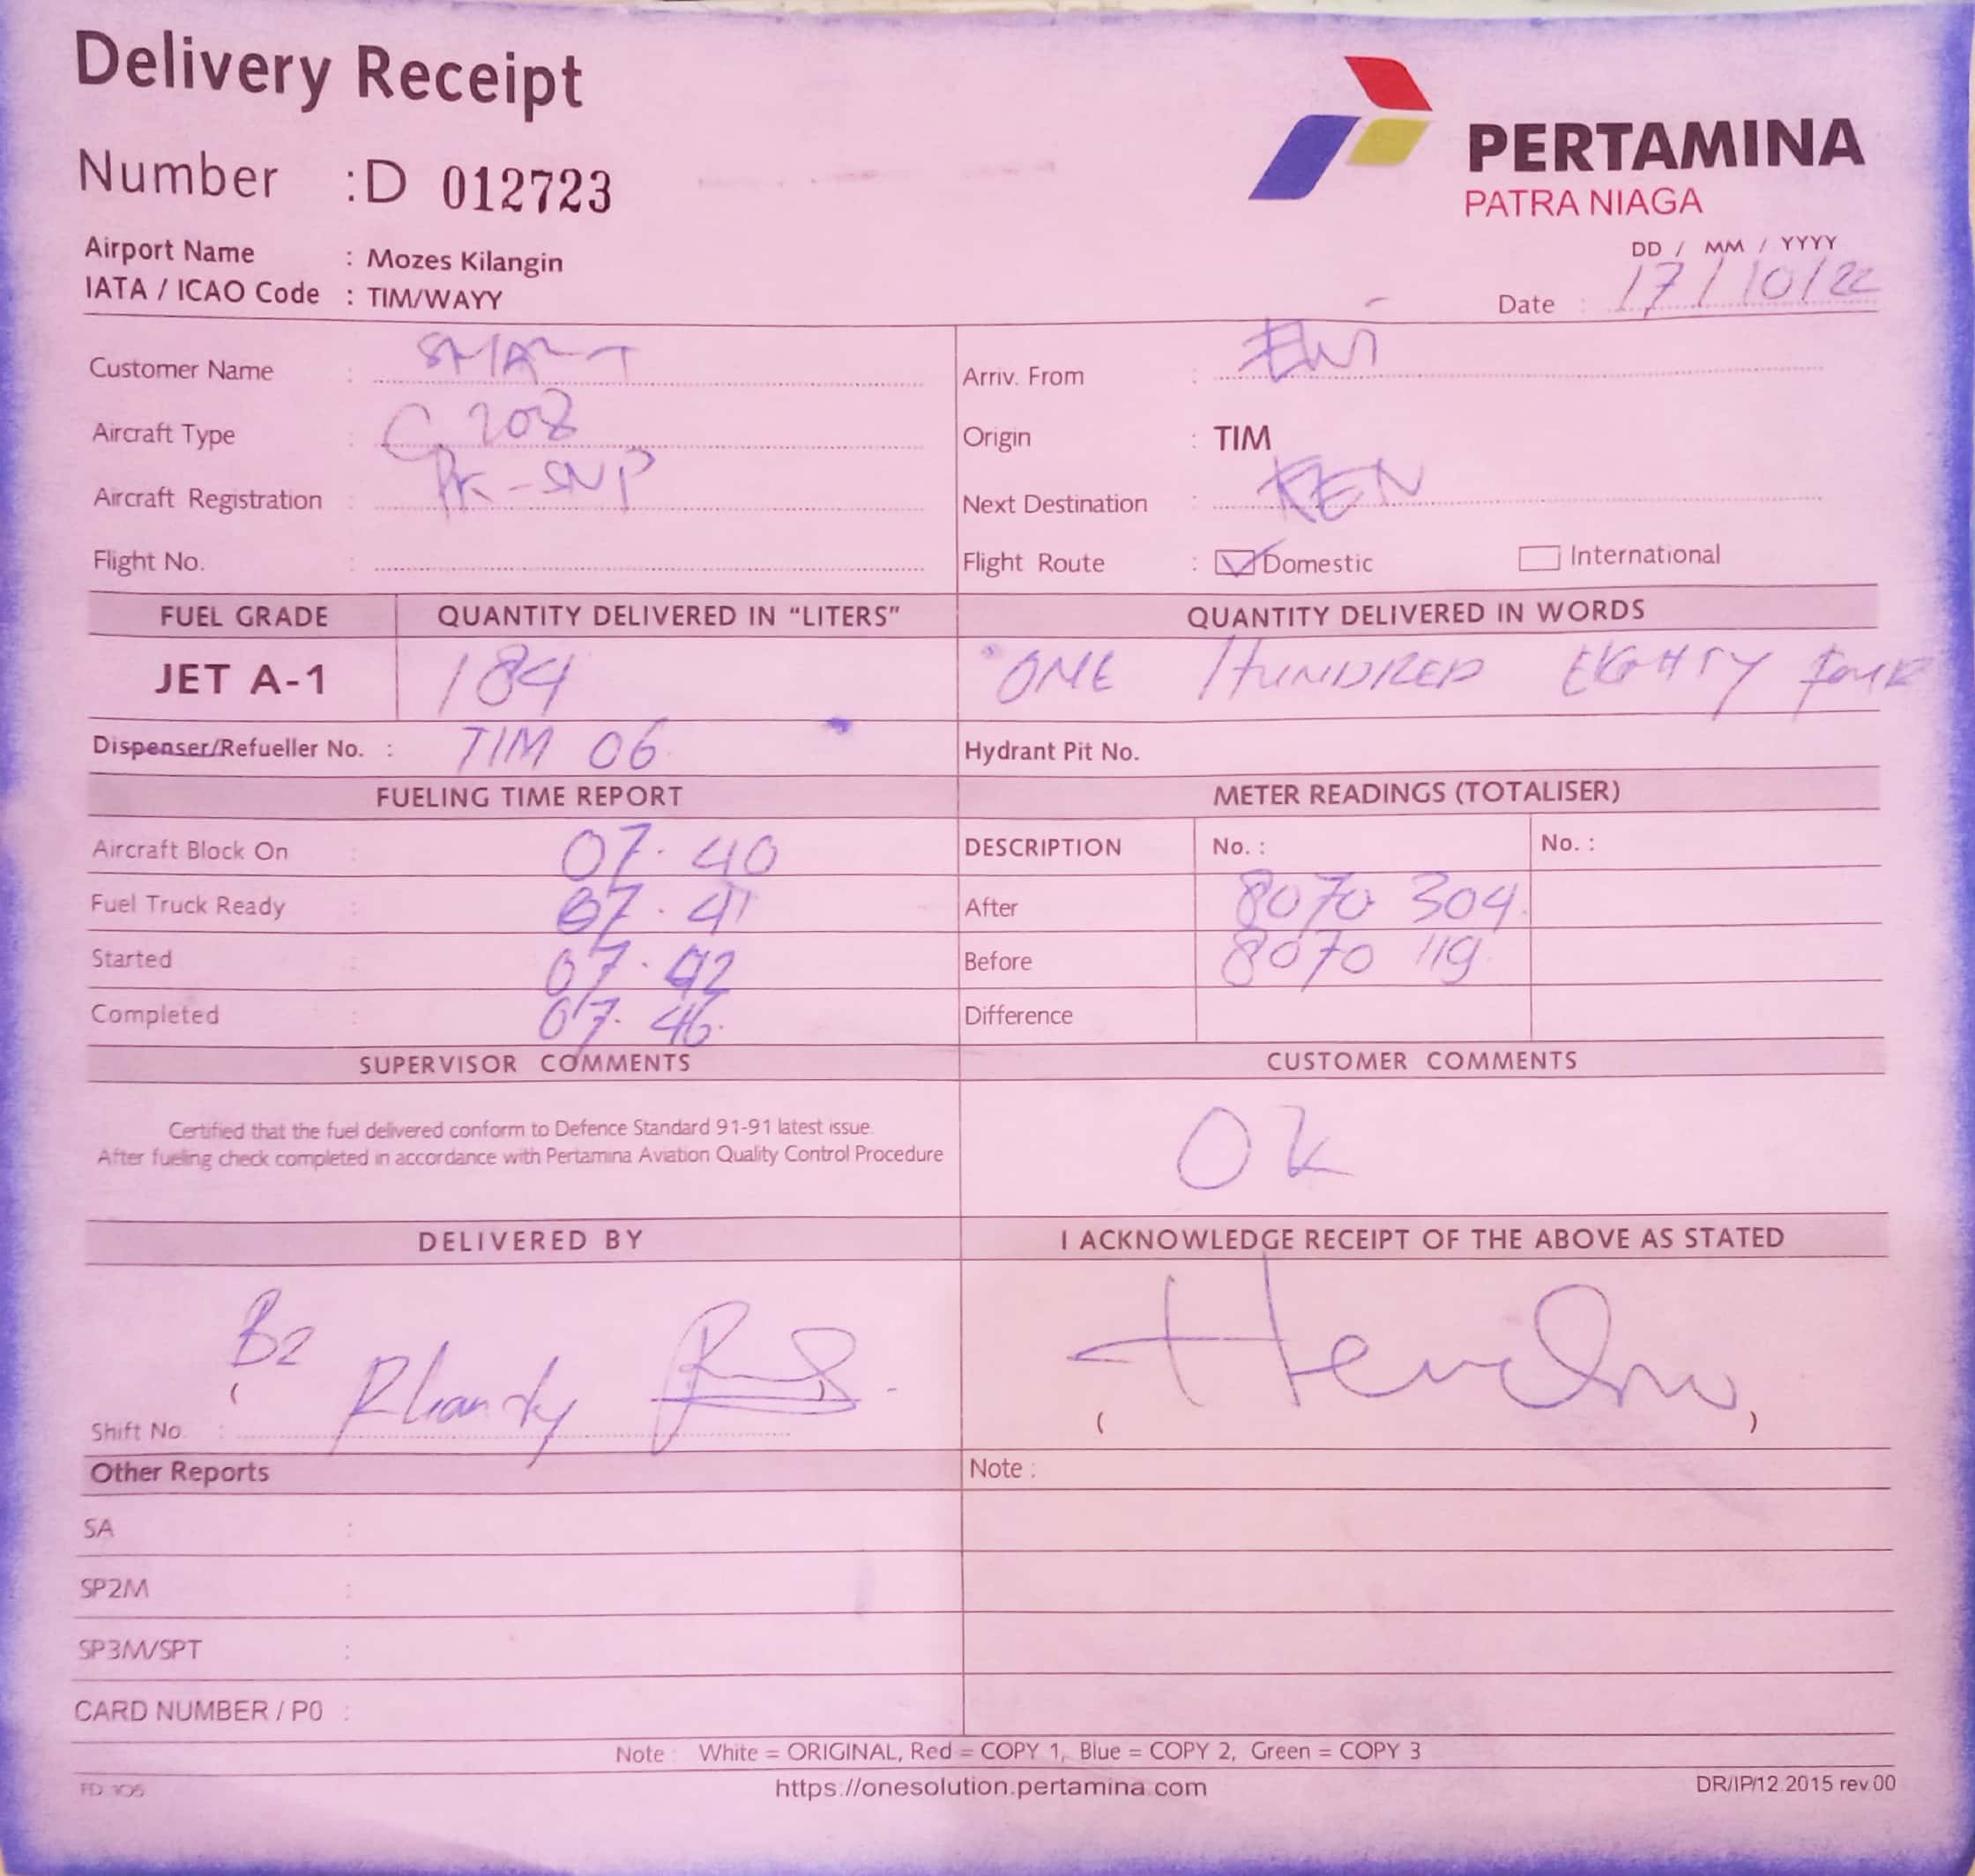 Delivery Receipt
Number : D 012723
PERTAMINA
PATRA NIAGA
Airport Name : Mozes Kilangin
IATA / ICAO Code : TIM/WAYY
DD / MM / YYYY
Date : 17/10/22
Customer Name : SMART
Arriv. From :
Aircraft Type : C 208
Origin : TIM
Aircraft Registration : PK-SNP
Next Destination :
Flight No. :
Flight Route : Domestic International
FUEL GRADE QUANTITY DELIVERED IN “LITERS” QUANTITY DELIVERED IN WORDS
JET A-1 184 ONE HUNDRED EIGHTY FOUR
Dispenser/Refueller No. : TIM 06
Hydrant Pit No.
FUELING TIME REPORT METER READINGS (TOTALISER)
Aircraft Block On : 07.40
DESCRIPTION No. : No. :
Fuel Truck Ready : 07.41
After 8070 304
Started : 07.42
Before 8070 119
Completed : 07.46
Difference
SUPERVISOR COMMENTS CUSTOMER COMMENTS
Certified that the fuel delivered conform to Defence Standard 91-91 latest issue.
After fueling check completed in accordance with Pertamina Aviation Quality Control Procedure
OK
DELIVERED BY I ACKNOWLEDGE RECEIPT OF THE ABOVE AS STATED
B2
Rhandy
Shift No. : ( )
Other Reports Note :
SA :
SP2M :
SP3M/SPT :
CARD NUMBER / PO :
Note : White = ORIGINAL, Red = COPY 1, Blue = COPY 2, Green = COPY 3
FD 105 https://onesolution.pertamina.com DR/IP/12.2015 rev.00